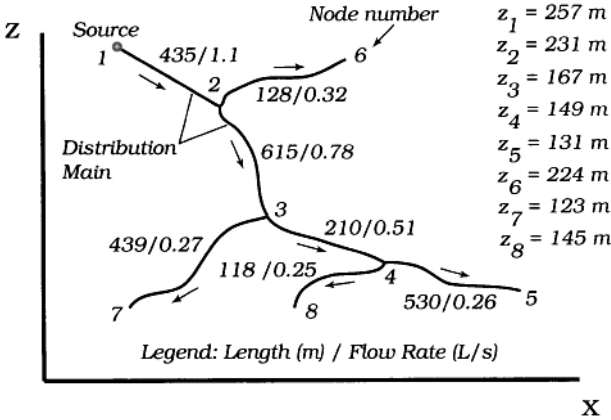 Z
Source
1
435/1.1
2
Node number
6
128/0.32
Distribution
Main
615/0.78
3
439/0.27
210/0.51
118 /0.25
4
7
8
530/0.26
5
z1 = 257 m
z2 = 231 m
z3 = 167 m
z4 = 149 m
z5 = 131 m
z6 = 224 m
z7 = 123 m
z8 = 145 m
Legend: Length (m) / Flow Rate (L/s)
X